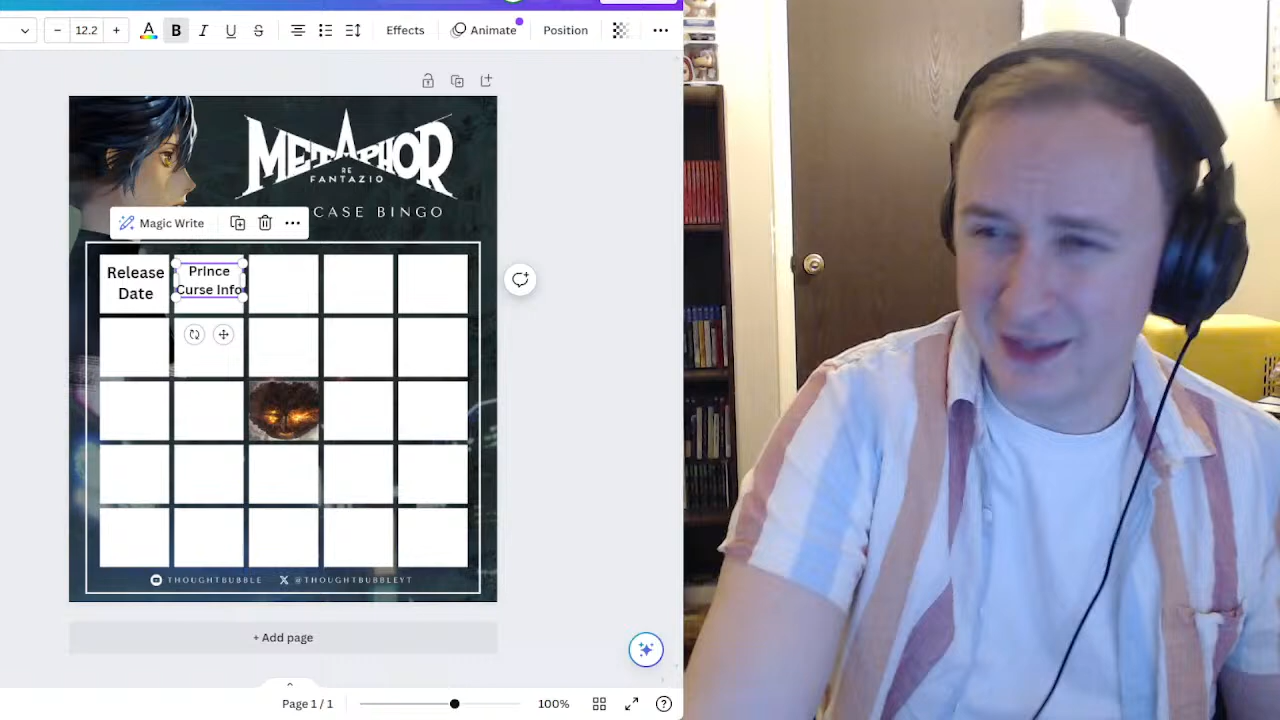 12.2
B
I
U
S
Effects
Animate
Position
METAPHOR
RE
FANTAZIO
CASE BINGO
Magic Write
Release
Date
Prince
Curse Info
THOUGHTBUBBLE
@THOUGHTBUBBLEYT
+ Add page
Page 1 / 1
100%